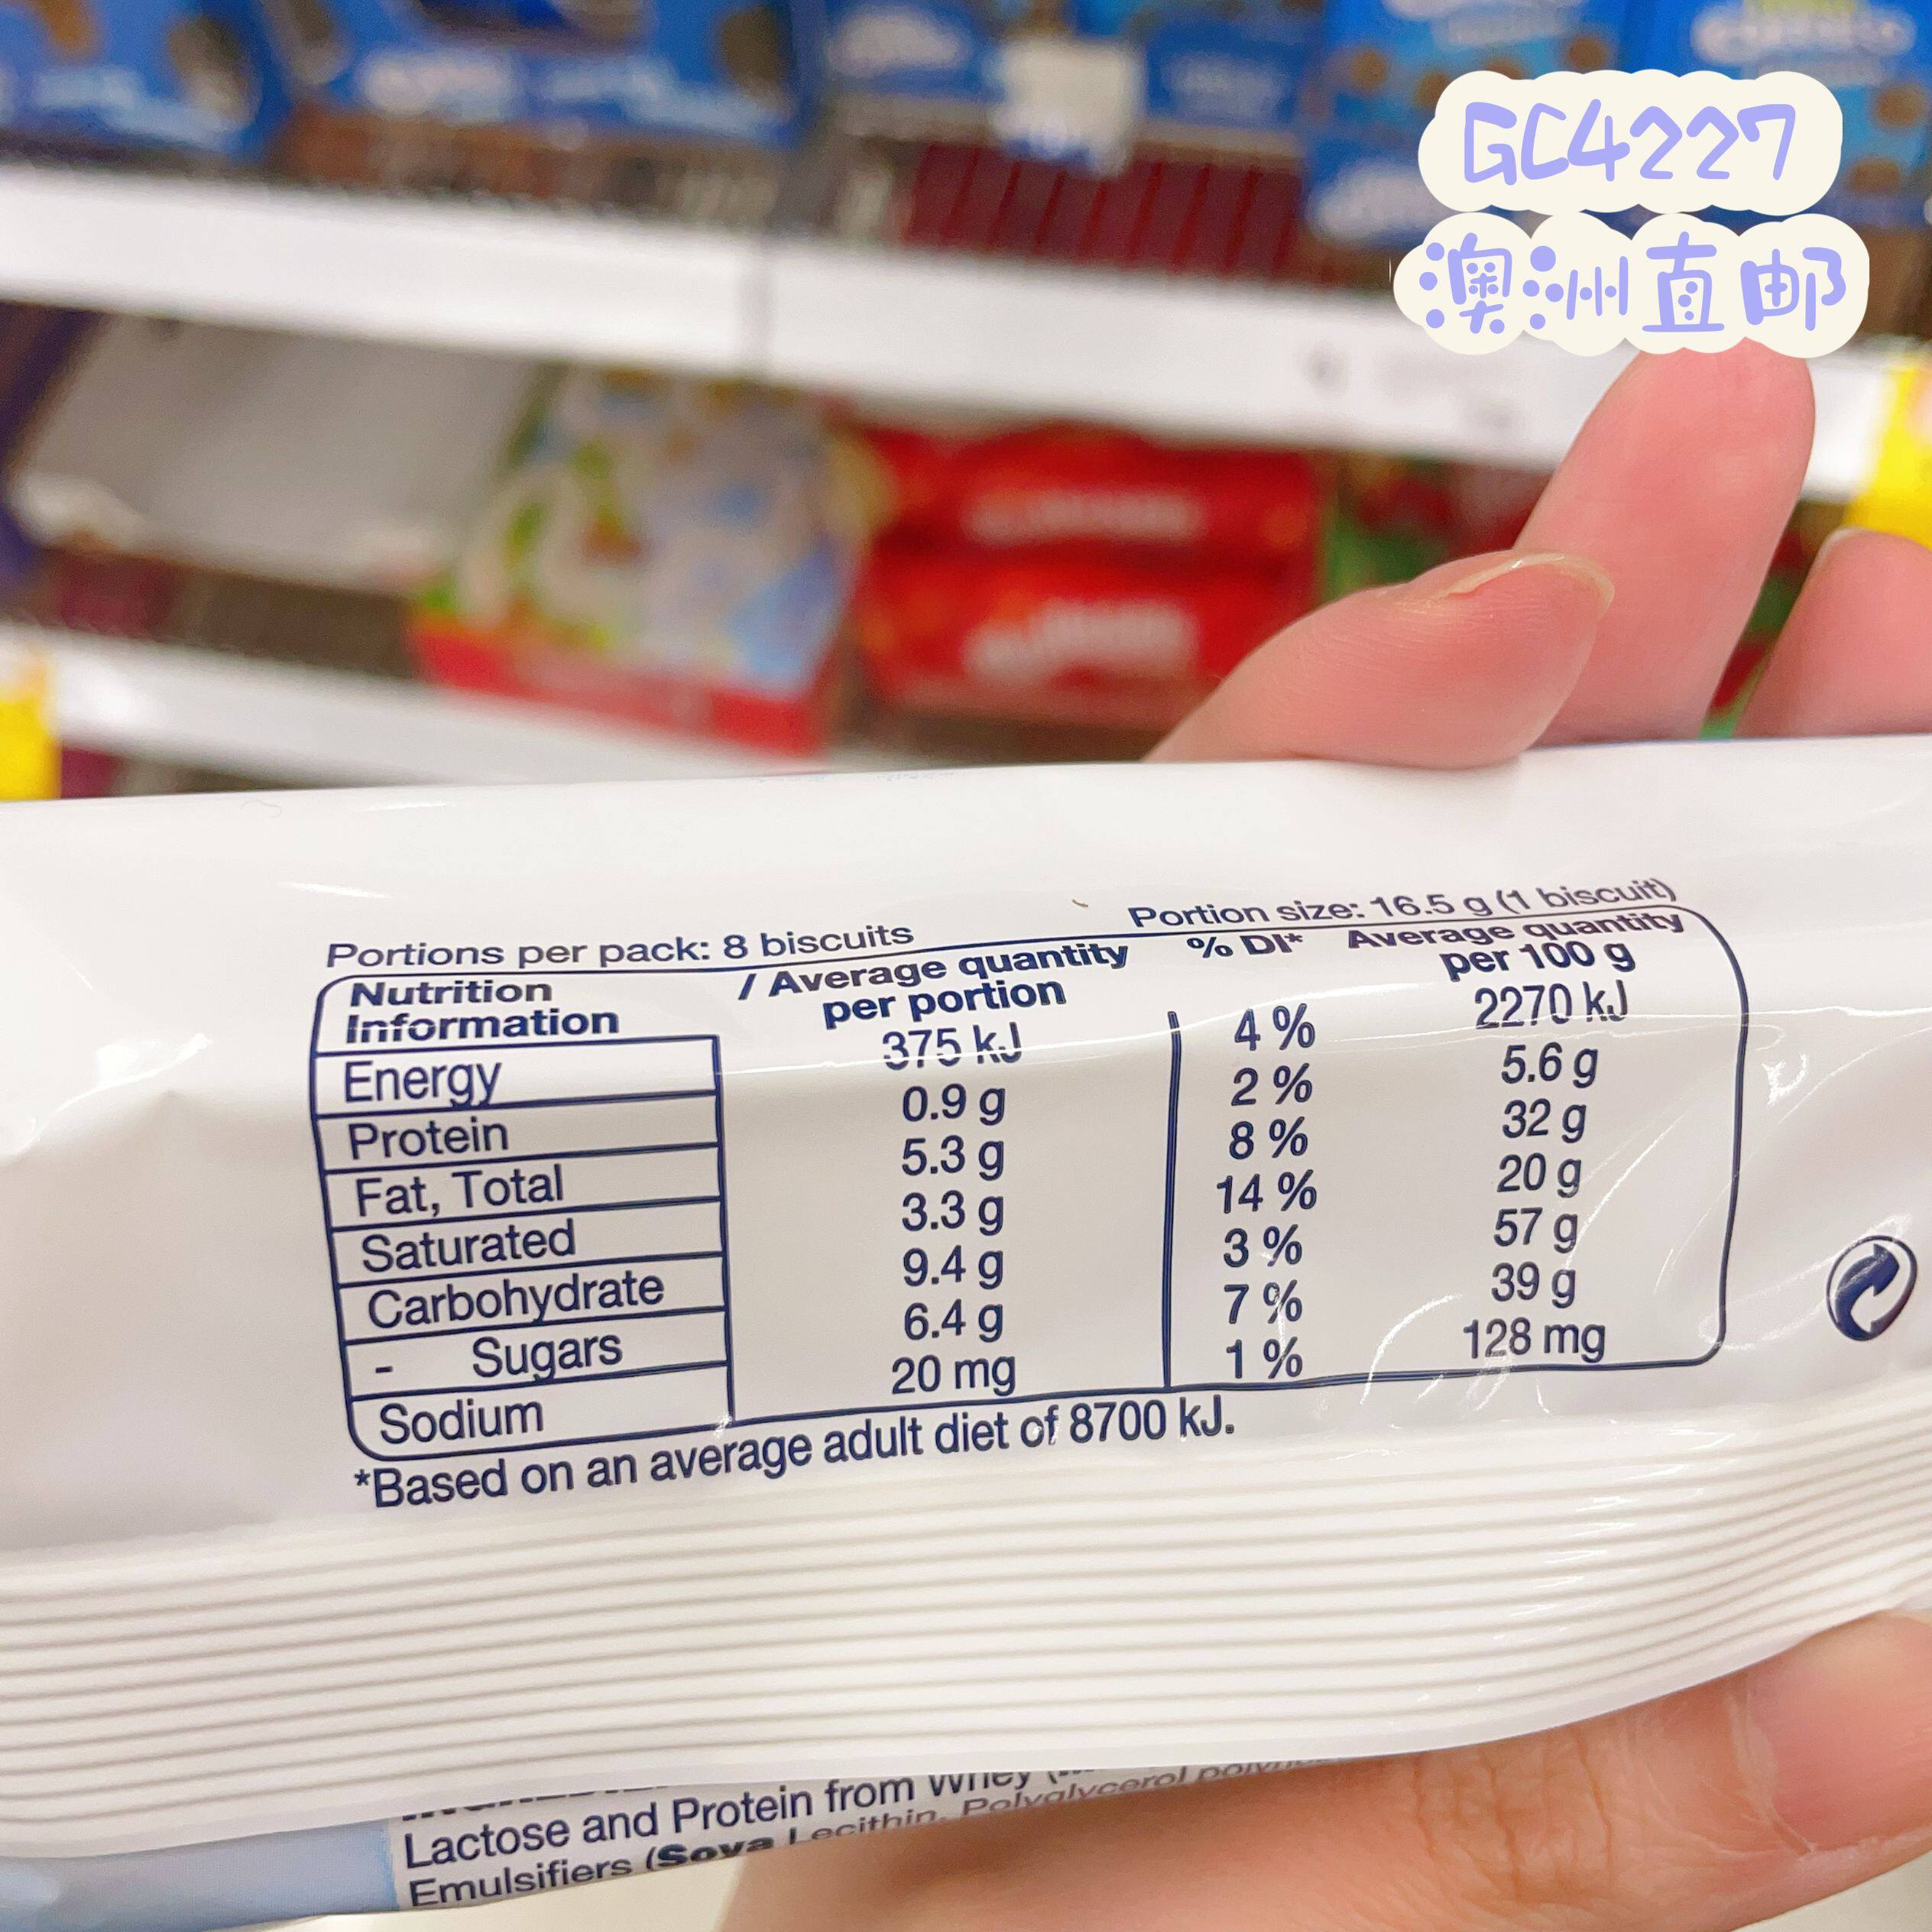 GC4227
澳洲直邮
Portions per pack: 8 biscuits
Portion size: 16.5 g (1 biscuit)
Nutrition Information / Average quantity per portion % DI* Average quantity per 100 g
Energy 375 kJ 4 % 2270 kJ
Protein 0.9 g 2 % 5.6 g
Fat, Total 5.3 g 8 % 32 g
Saturated 3.3 g 14 % 20 g
Carbohydrate 9.4 g 3 % 57 g
- Sugars 6.4 g 7 % 39 g
Sodium 20 mg 1 % 128 mg
*Based on an average adult diet of 8700 kJ.
Lactose and Protein from Whey
Emulsifiers (Soya Lecithin, Polyglycerol